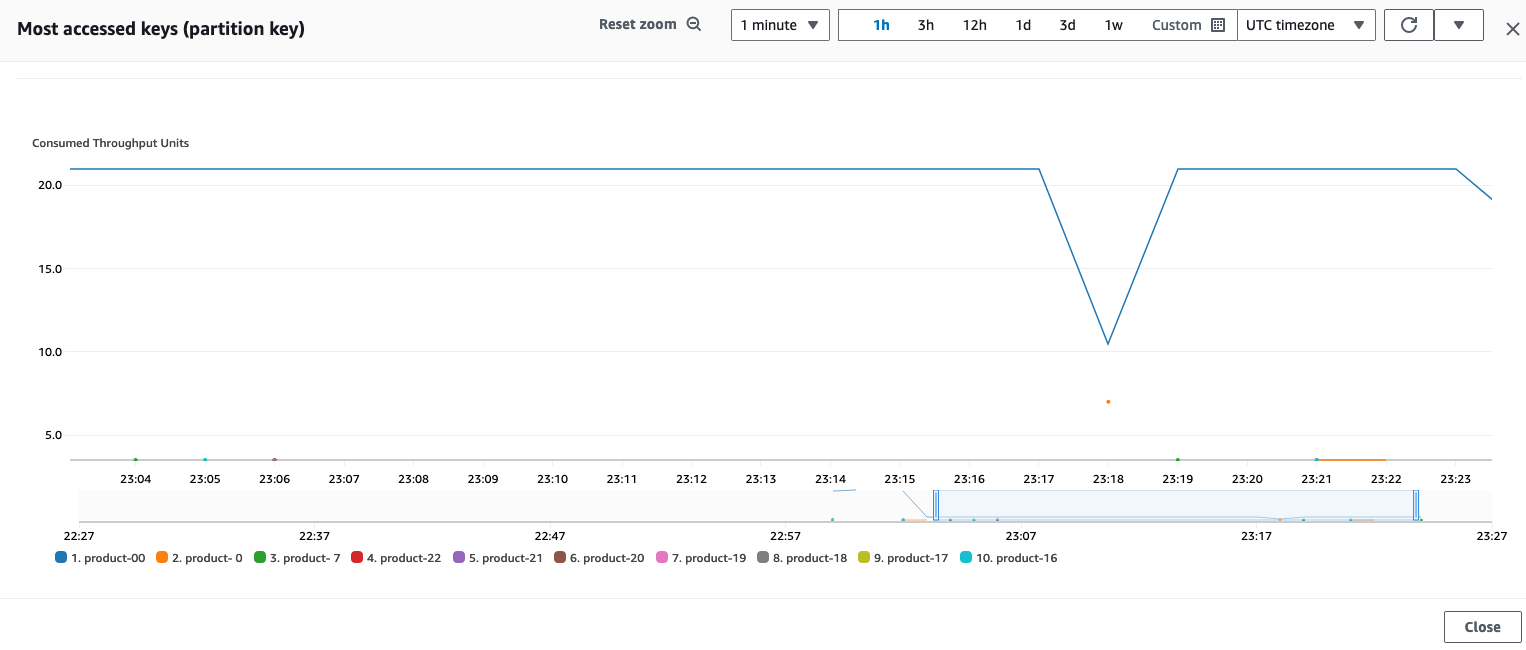 Most accessed keys (partition key) Reset zoom 1 minute 1h 3h 12h 1d 3d 1w Custom UTC timezone
Consumed Throughput Units
20.0
15.0
10.0
5.0
23:04 23:05 23:06 23:07 23:08 23:09 23:10 23:11 23:12 23:13 23:14 23:15 23:16 23:17 23:18 23:19 23:20 23:21 23:22 23:23
22:27 22:37 22:47 22:57 23:07 23:17 23:27
1. product-00 2. product- 0 3. product- 7 4. product-22 5. product-21 6. product-20 7. product-19 8. product-18 9. product-17 10. product-16
Close